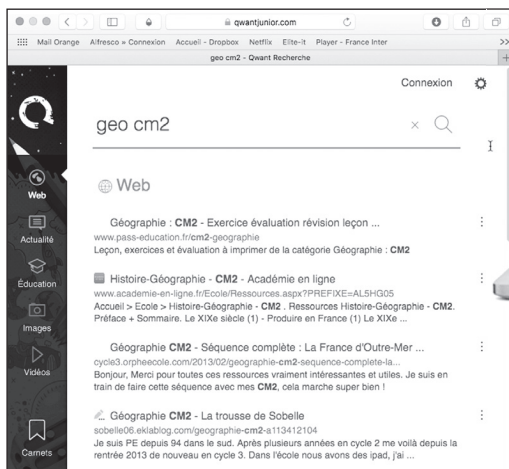 qwantjunior.com
Mail Orange Alfresco » Connexion Accueil - Dropbox Netflix Elite-it Player - France Inter >>
geo cm2 - Qwant Recherche
Connexion
geo cm2
Web
Web
Actualité
Éducation
Images
Vidéos
Carnets
Géographie : CM2 - Exercice évaluation révision leçon ...
www.pass-education.fr/cm2-geographie
Leçon, exercices et évaluation à imprimer de la catégorie Géographie : CM2
Histoire-Géographie - CM2 - Académie en ligne
www.academie-en-ligne.fr/Ecole/Ressources.aspx?PREFIXE=AL5HG05
Accueil > Ecole > Histoire-Géographie - CM2 . Ressources Histoire-Géographie - CM2.
Préface + Sommaire. Le XIXe siècle (1) - Produire en France (1) Le XIXe ...
Géographie CM2 - Séquence complète : La France d'Outre-Mer ...
cycle3.orpheecole.com/2013/02/geographie-cm2-sequence-complete-la...
Bonjour, Merci pour toutes ces ressources vraiment intéressantes et utiles. Je suis en
train de faire cette séquence avec mes CM2, cela marche super bien !
Géographie CM2 - La trousse de Sobelle
sobelle06.eklablog.com/geographie-cm2-a113412104
Je suis PE depuis 94 dans le sud. Après plusieurs années en cycle 2 me voilà depuis la
rentrée 2013 de nouveau en cycle 3. Dans l'école nous avons des ipad, j'ai ...